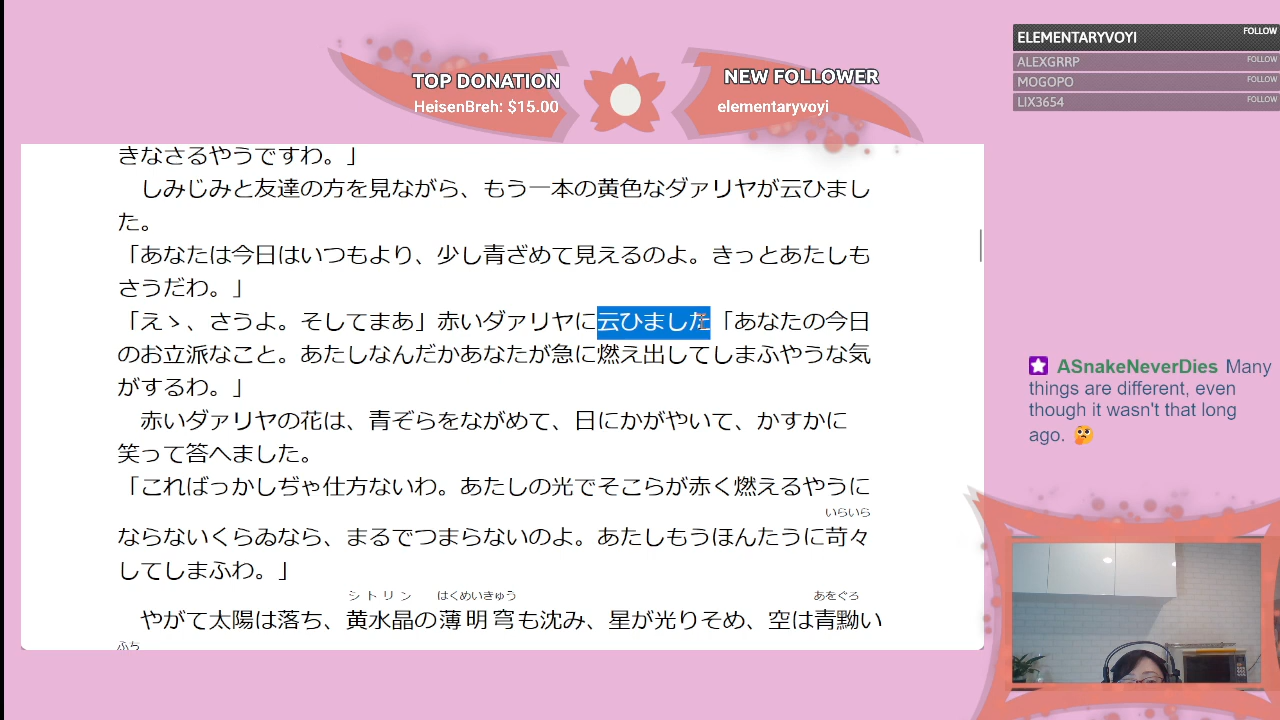 TOP DONATION
HeisenBreh: $15.00
NEW FOLLOWER
elementaryvoyi
ELEMENTARYVOYI FOLLOW
ALEXGRRP FOLLOW
MOGOPO FOLLOW
LIX3654 FOLLOW
きなさるやうですわ。」
しみじみと友達の方を見ながら、もう一本の黄色なダァリヤが云ひまし
た。
「あなたは今日はいつもより、少し青ざめて見えるのよ。きっとあたしも
さうだわ。」
「えゝ、さうよ。そしてまあ」赤いダァリヤに云ひました「あなたの今日
のお立派なこと。あたしなんだかあなたが急に燃え出してしまふやうな気
がするわ。」
赤いダァリヤの花は、青ぞらをながめて、日にかがやいて、かすかに
笑って答へました。
「こればっかしぢゃ仕方ないわ。あたしの光でそこらが赤く燃えるやうに
いらいら
ならないくらゐなら、まるでつまらないのよ。あたしもうほんたうに苛々
してしまふわ。」
シトリン はくめいきゅう あをぐろ
やがて太陽は落ち、黄水晶の薄明穹も沈み、星が光りそめ、空は青黝い
ふち
ASnakeNeverDies Many
things are different, even
though it wasn't that long
ago. 🤔